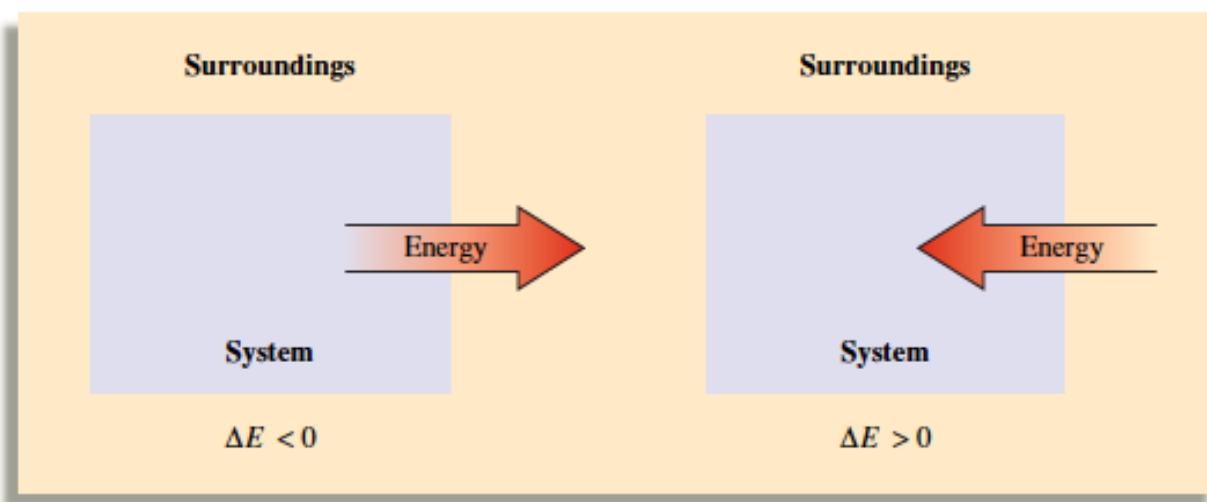 Surroundings
Energy
System
ΔE < 0
Surroundings
Energy
System
ΔE > 0